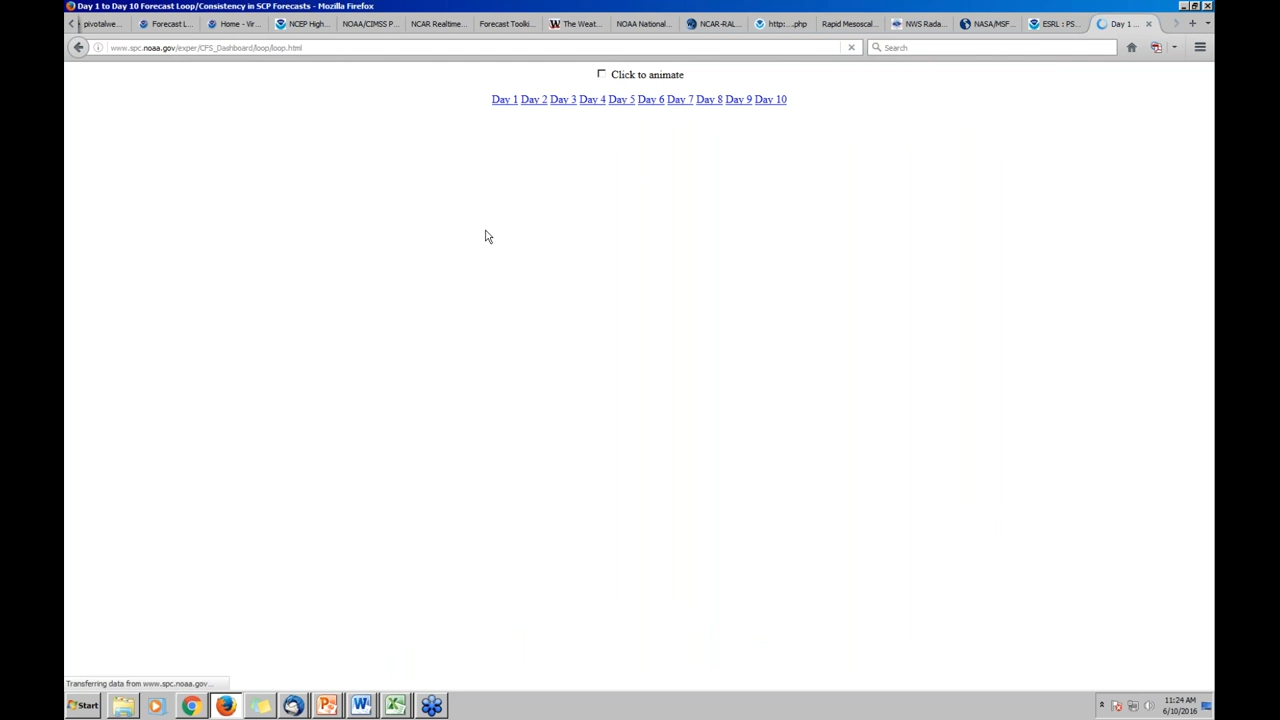 Day 1 to Day 10 Forecast Loop/Consistency in SCP Forecasts - Mozilla Firefox
pivotalwe... Forecast L... Home - Vir... NCEP High... NOAA/CIMSS P... NCAR Realtime... Forecast Toolki... The Weat... NOAA National... NCAR-RAL... http: ....php Rapid Mesoscal... NWS Rada... NASA/MSF... ESRL : PS... Day 1 ...
www.spc.noaa.gov/exper/CFS_Dashboard/loop/loop.html Search
Click to animate
Day 1 Day 2 Day 3 Day 4 Day 5 Day 6 Day 7 Day 8 Day 9 Day 10
Transferring data from www.spc.noaa.gov...
Start 11:24 AM
6/10/2016